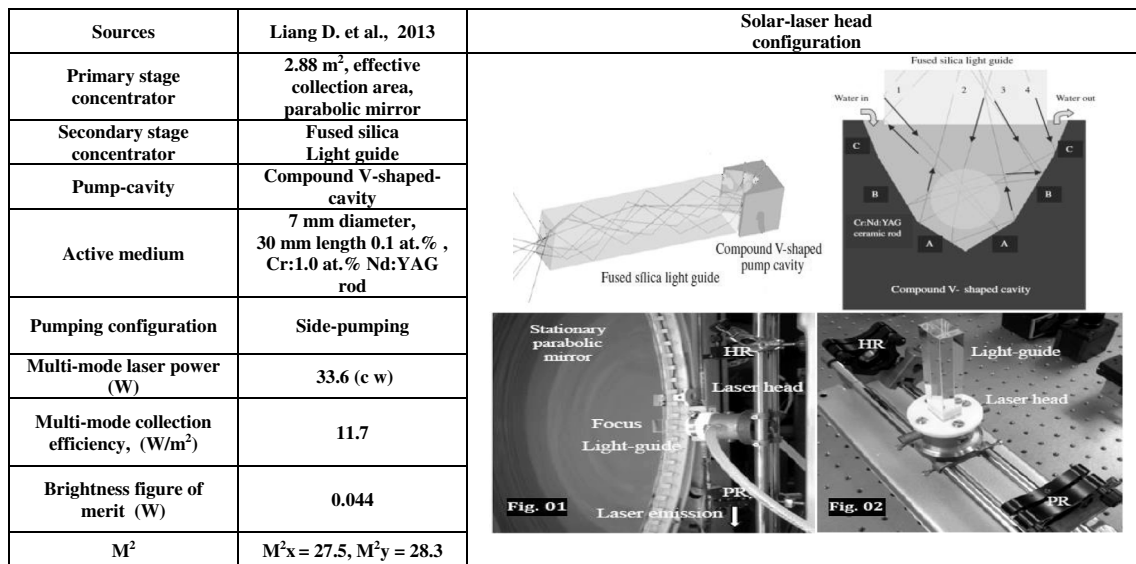 Sources
Liang D. et al., 2013
Solar-laser head
configuration
Primary stage
concentrator
2.88 m², effective
collection area,
parabolic mirror
Secondary stage
concentrator
Fused silica
Light guide
Pump-cavity
Compound V-shaped-
cavity
Active medium
7 mm diameter,
30 mm length 0.1 at.% ,
Cr:1.0 at.% Nd:YAG
rod
Pumping configuration
Side-pumping
Multi-mode laser power
(W)
33.6 (c w)
Multi-mode collection
efficiency, (W/m²)
11.7
Brightness figure of
merit (W)
0.044
M²
M²x = 27.5, M²y = 28.3
Compound V-shaped
pump cavity
Fused silica light guide
Fused silica light guide
1 2 3 4
Water in
Water out
C C
B B
Cr:Nd:YAG
ceramic rod
A A
Compound V- shaped cavity
Stationary
parabolic
mirror
HR
Laser head
Focus
Light-guide
PR
Fig. 01
Laser emission
HR
Light-guide
Laser head
Fig. 02
PR